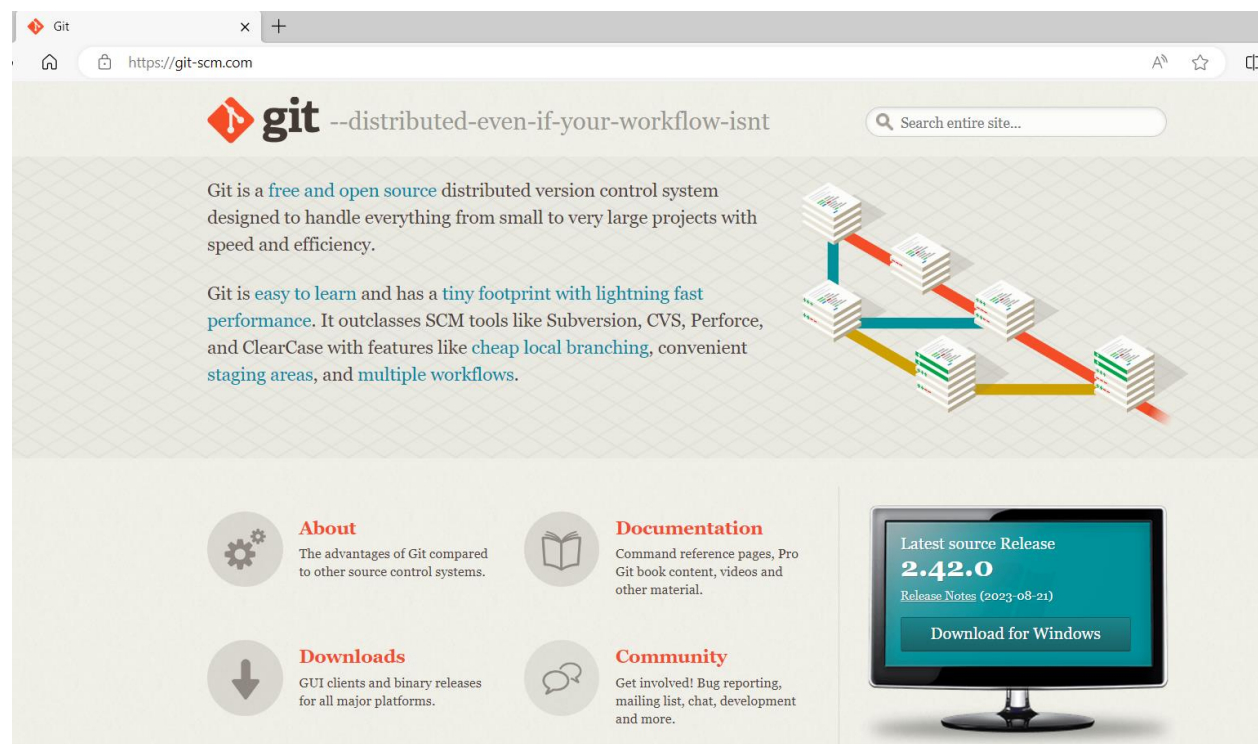 Git
https://git-scm.com
git --distributed-even-if-your-workflow-isnt
Search entire site...
Git is a free and open source distributed version control system
designed to handle everything from small to very large projects with
speed and efficiency.
Git is easy to learn and has a tiny footprint with lightning fast
performance. It outclasses SCM tools like Subversion, CVS, Perforce,
and ClearCase with features like cheap local branching, convenient
staging areas, and multiple workflows.
About
The advantages of Git compared
to other source control systems.
Documentation
Command reference pages, Pro
Git book content, videos and
other material.
Downloads
GUI clients and binary releases
for all major platforms.
Community
Get involved! Bug reporting,
mailing list, chat, development
and more.
Latest source Release
2.42.0
Release Notes (2023-08-21)
Download for Windows